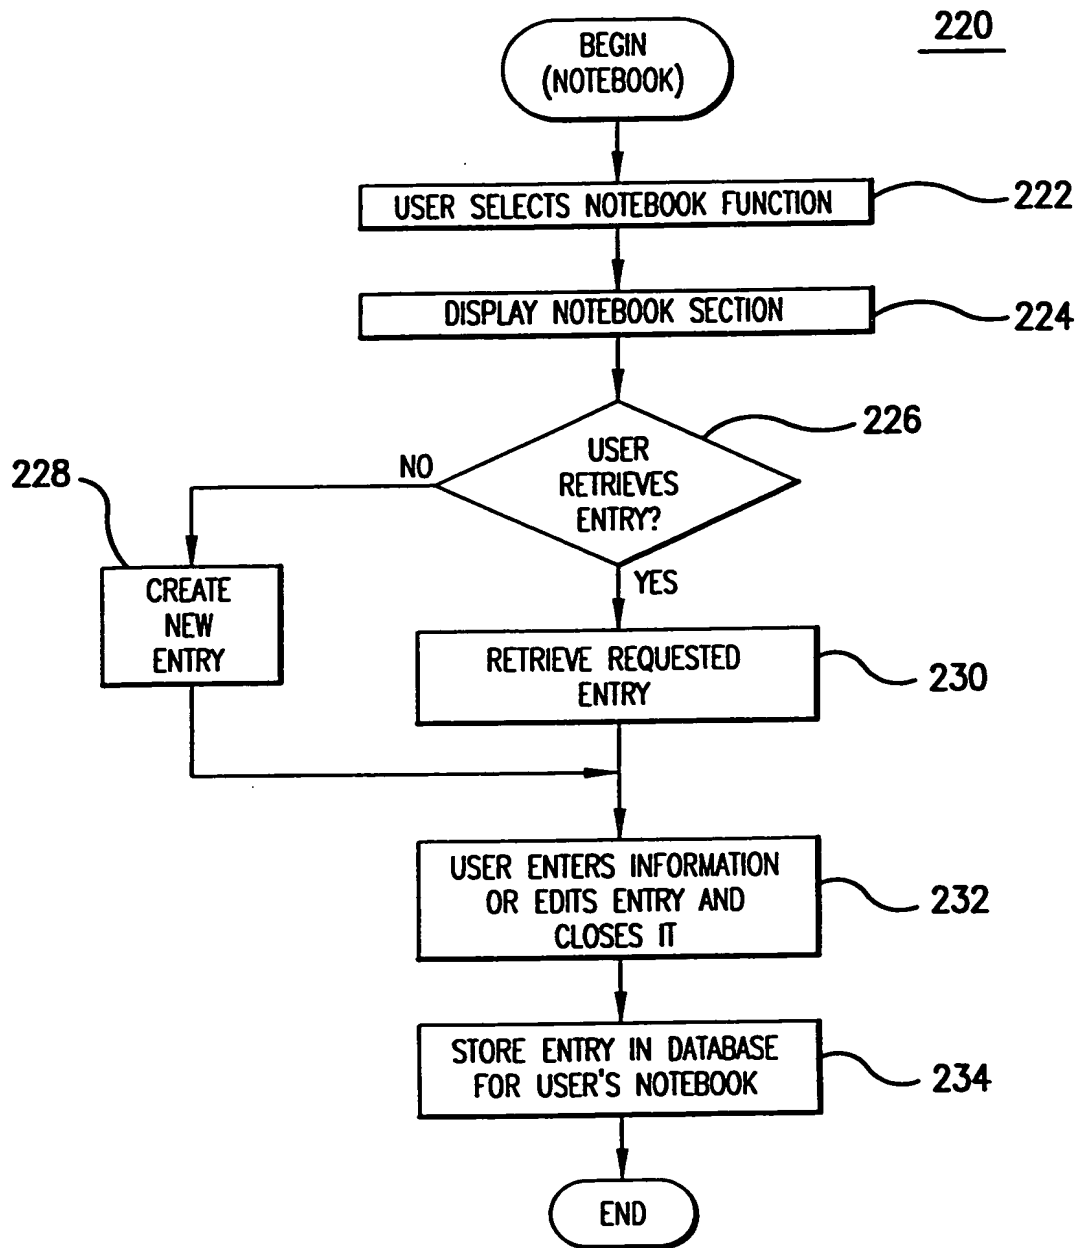 220
BEGIN
(NOTEBOOK)
USER SELECTS NOTEBOOK FUNCTION
222
DISPLAY NOTEBOOK SECTION
224
226
USER
RETRIEVES
ENTRY?
NO
228
YES
CREATE
NEW
ENTRY
RETRIEVE REQUESTED
ENTRY
230
USER ENTERS INFORMATION
OR EDITS ENTRY AND
CLOSES IT
232
STORE ENTRY IN DATABASE
FOR USER'S NOTEBOOK
234
END